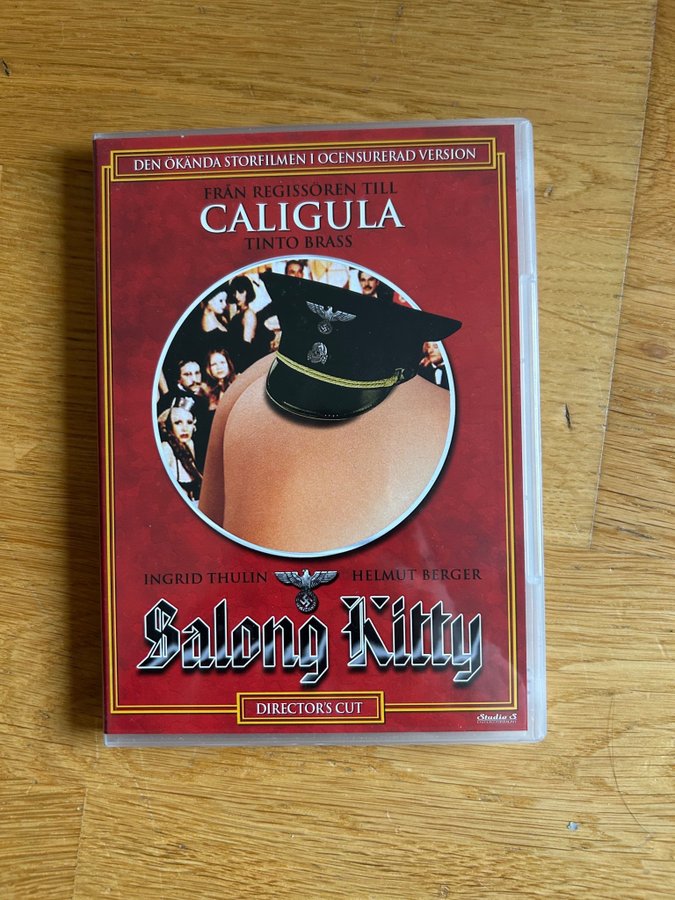 DEN ÖKÄNDA STORFILMEN I OCENSURERAD VERSION
FRÅN REGISSÖREN TILL
CALIGULA
TINTO BRASS
INGRID THULIN HELMUT BERGER
Salong Kitty
DIRECTOR'S CUT
Studio S